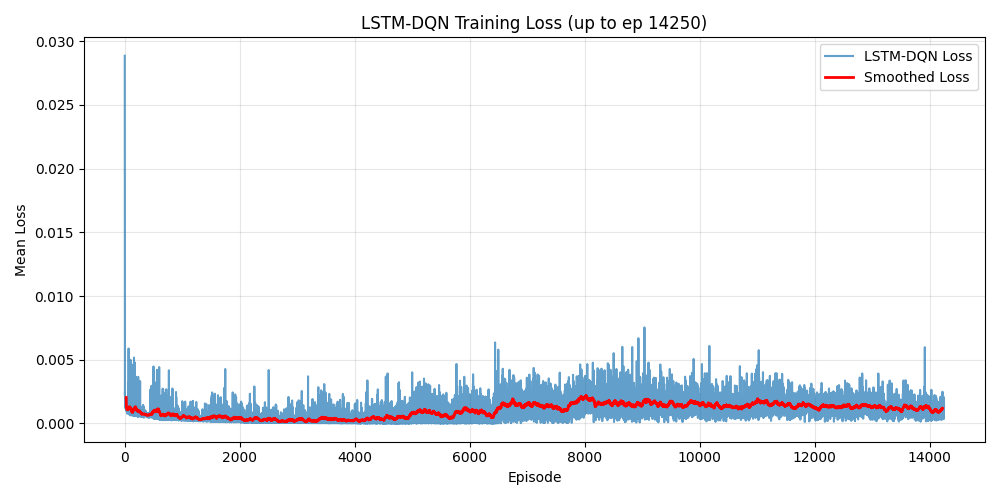 LSTM-DQN Training Loss (up to ep 14250)
LSTM-DQN Loss
Smoothed Loss
Mean Loss
0.030
0.025
0.020
0.015
0.010
0.005
0.000
0 2000 4000 6000 8000 10000 12000 14000
Episode